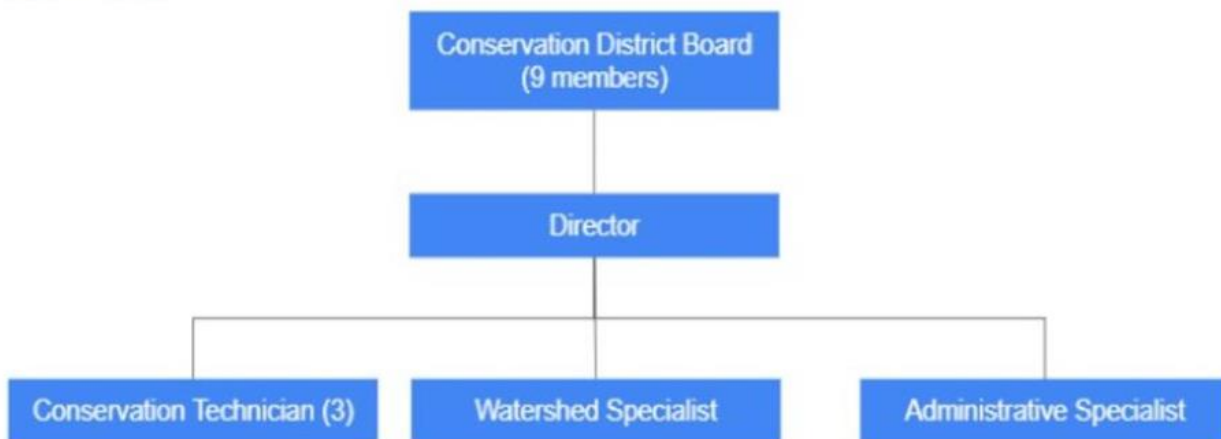 Conservation District Board
(9 members)
Director
Conservation Technician (3)
Watershed Specialist
Administrative Specialist